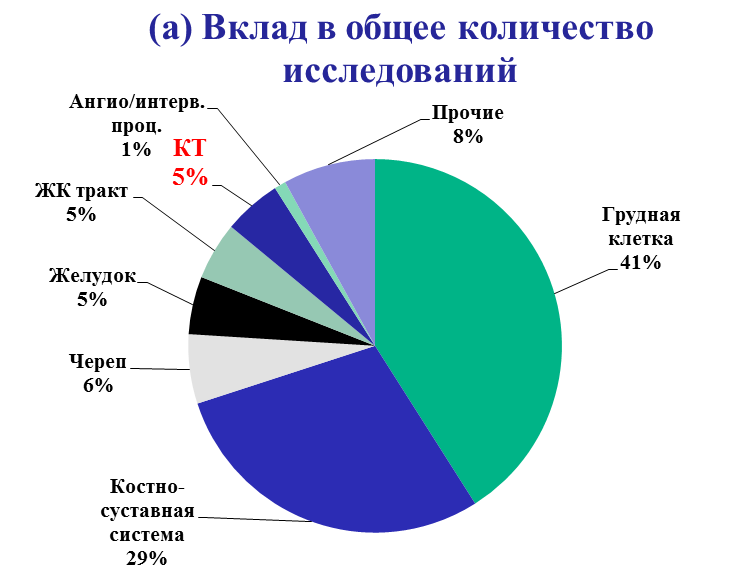 (а) Вклад в общее количество
исследований
Ангио/интерв.
проц.
1%
КТ
5%
ЖК тракт
5%
Желудок
5%
Череп
6%
Костно-
суставная
система
29%
Прочие
8%
Грудная
клетка
41%